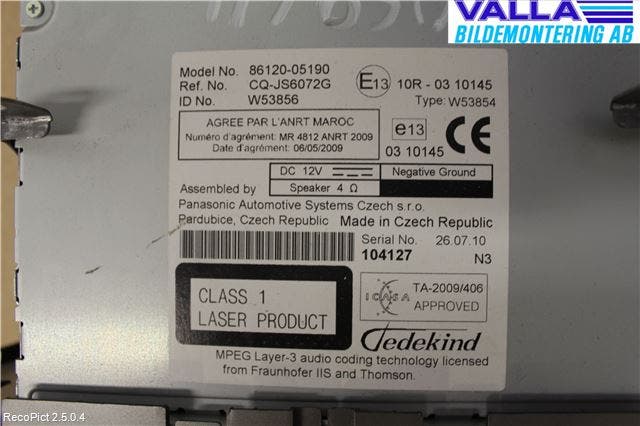 VALLA
BILDEMONTERING AB
Model No. 86120-05190
Ref. No. CQ-JS6072G
ID No. W53856
E13 10R - 03 10145
Type: W53854
AGREE PAR L'ANRT MAROC
Numéro d'agrément: MR 4812 ANRT 2009
Date d'agrément: 06/05/2009
e13
03 10145
CE
DC 12V
Negative Ground
Assembled by
Speaker 4 Ω
Panasonic Automotive Systems Czech s.r.o.
Pardubice, Czech Republic Made in Czech Republic
Serial No. 26.07.10
104127 N3
CLASS 1
LASER PRODUCT
ICASA
TA-2009/406
APPROVED
Tedekind
MPEG Layer-3 audio coding technology licensed
from Fraunhofer IIS and Thomson.
RecoPict 2.5.0.4